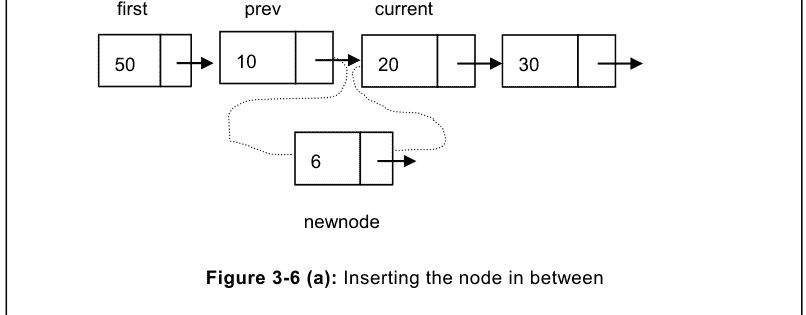 first prev current
50 10 20 30
6
newnode
Figure 3-6 (a): Inserting the node in between